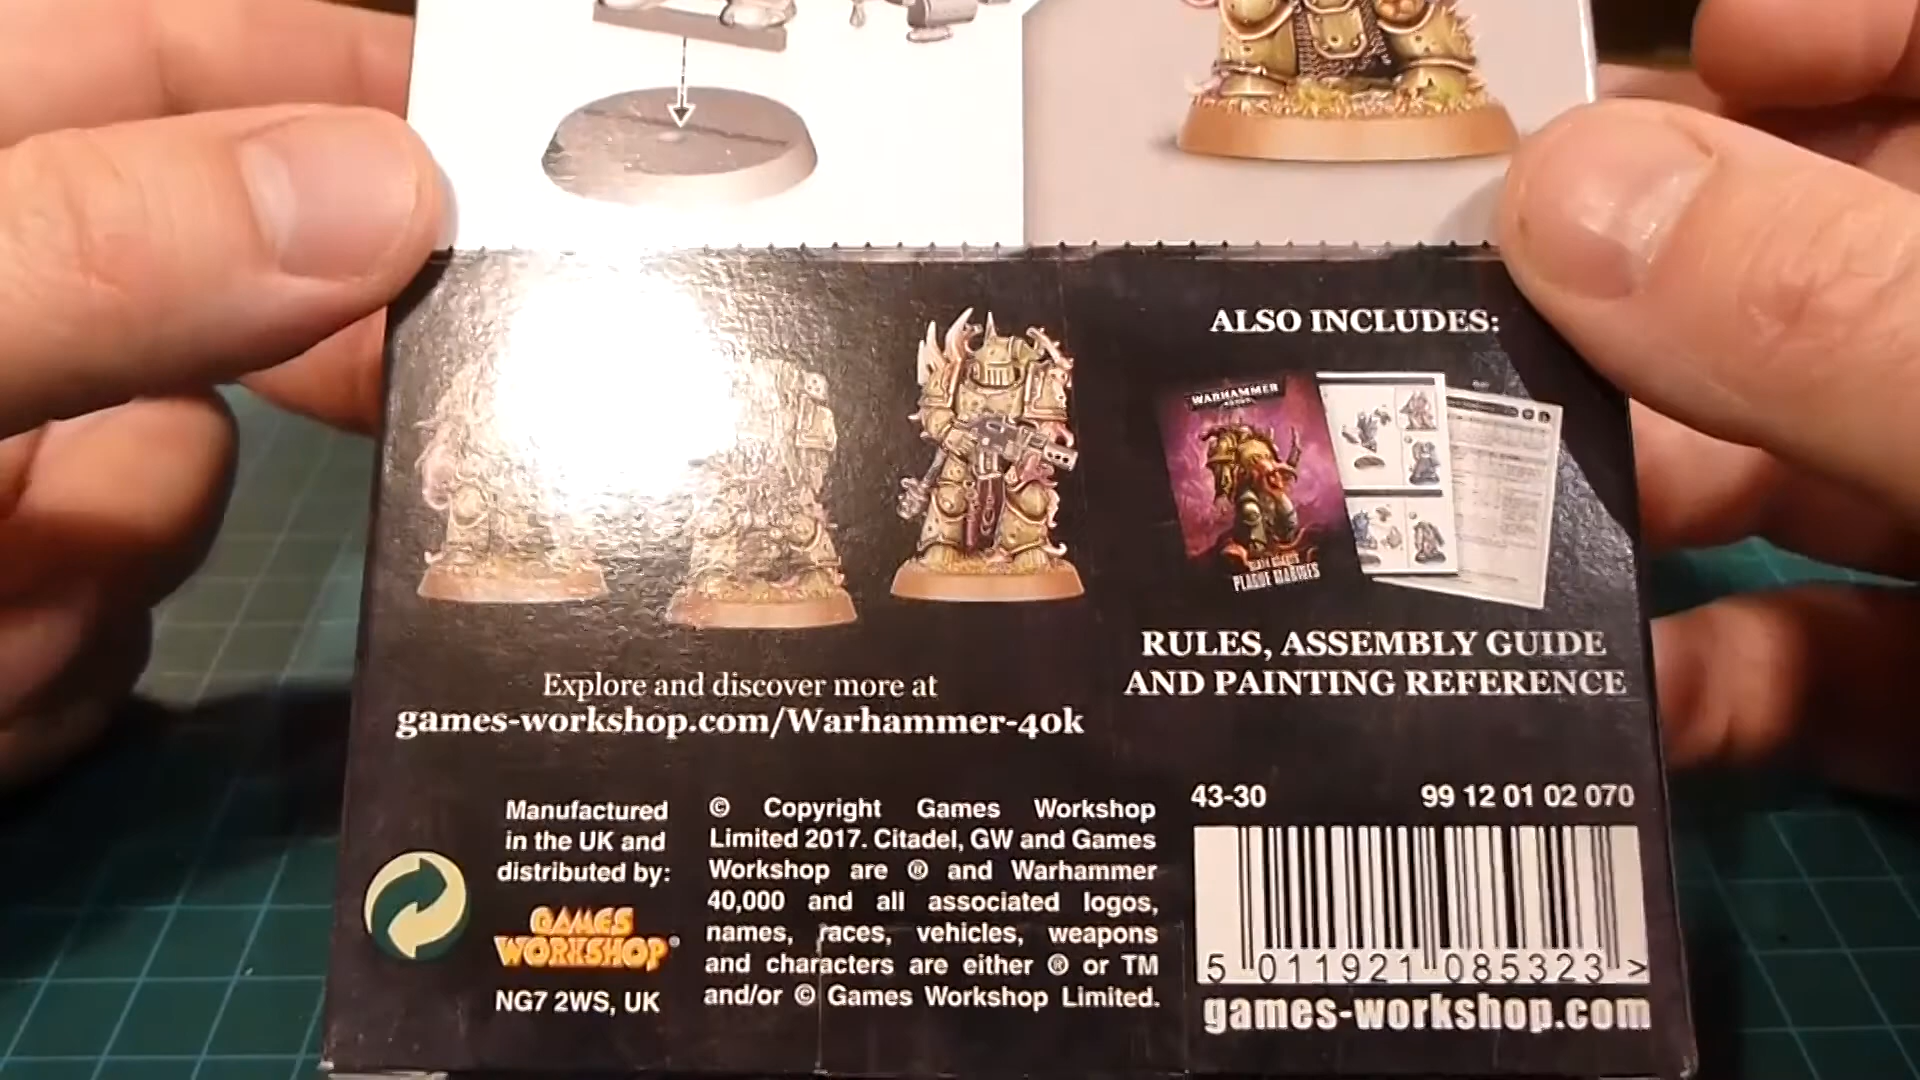 ALSO INCLUDES:
WARHAMMER
PLAGUE MARINES
RULES, ASSEMBLY GUIDE
AND PAINTING REFERENCE
Explore and discover more at
games-workshop.com/Warhammer-40k
Manufactured
in the UK and
distributed by:
GAMES
WORKSHOP®
NG7 2WS, UK
© Copyright Games Workshop
Limited 2017. Citadel, GW and Games
Workshop are ® and Warhammer
40,000 and all associated logos,
names, races, vehicles, weapons
and characters are either ® or TM
and/or © Games Workshop Limited.
43-30 99 12 01 02 070
5 011921 085323 >
games-workshop.com